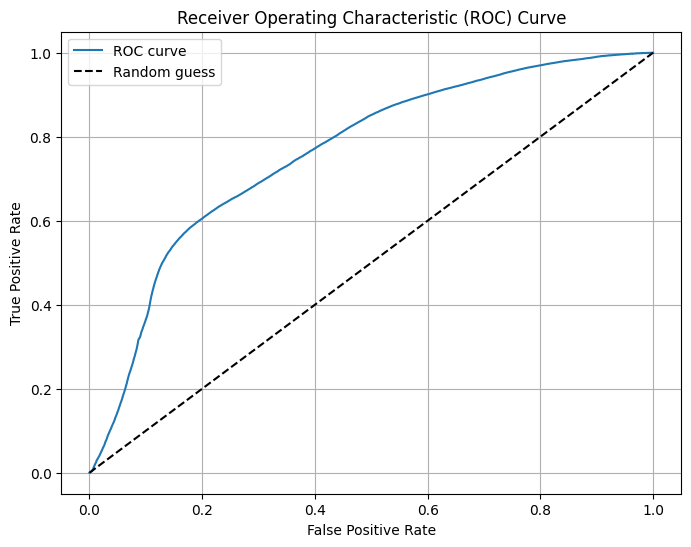 Receiver Operating Characteristic (ROC) Curve
ROC curve
Random guess
True Positive Rate
1.0
0.8
0.6
0.4
0.2
0.0
0.0 0.2 0.4 0.6 0.8 1.0
False Positive Rate